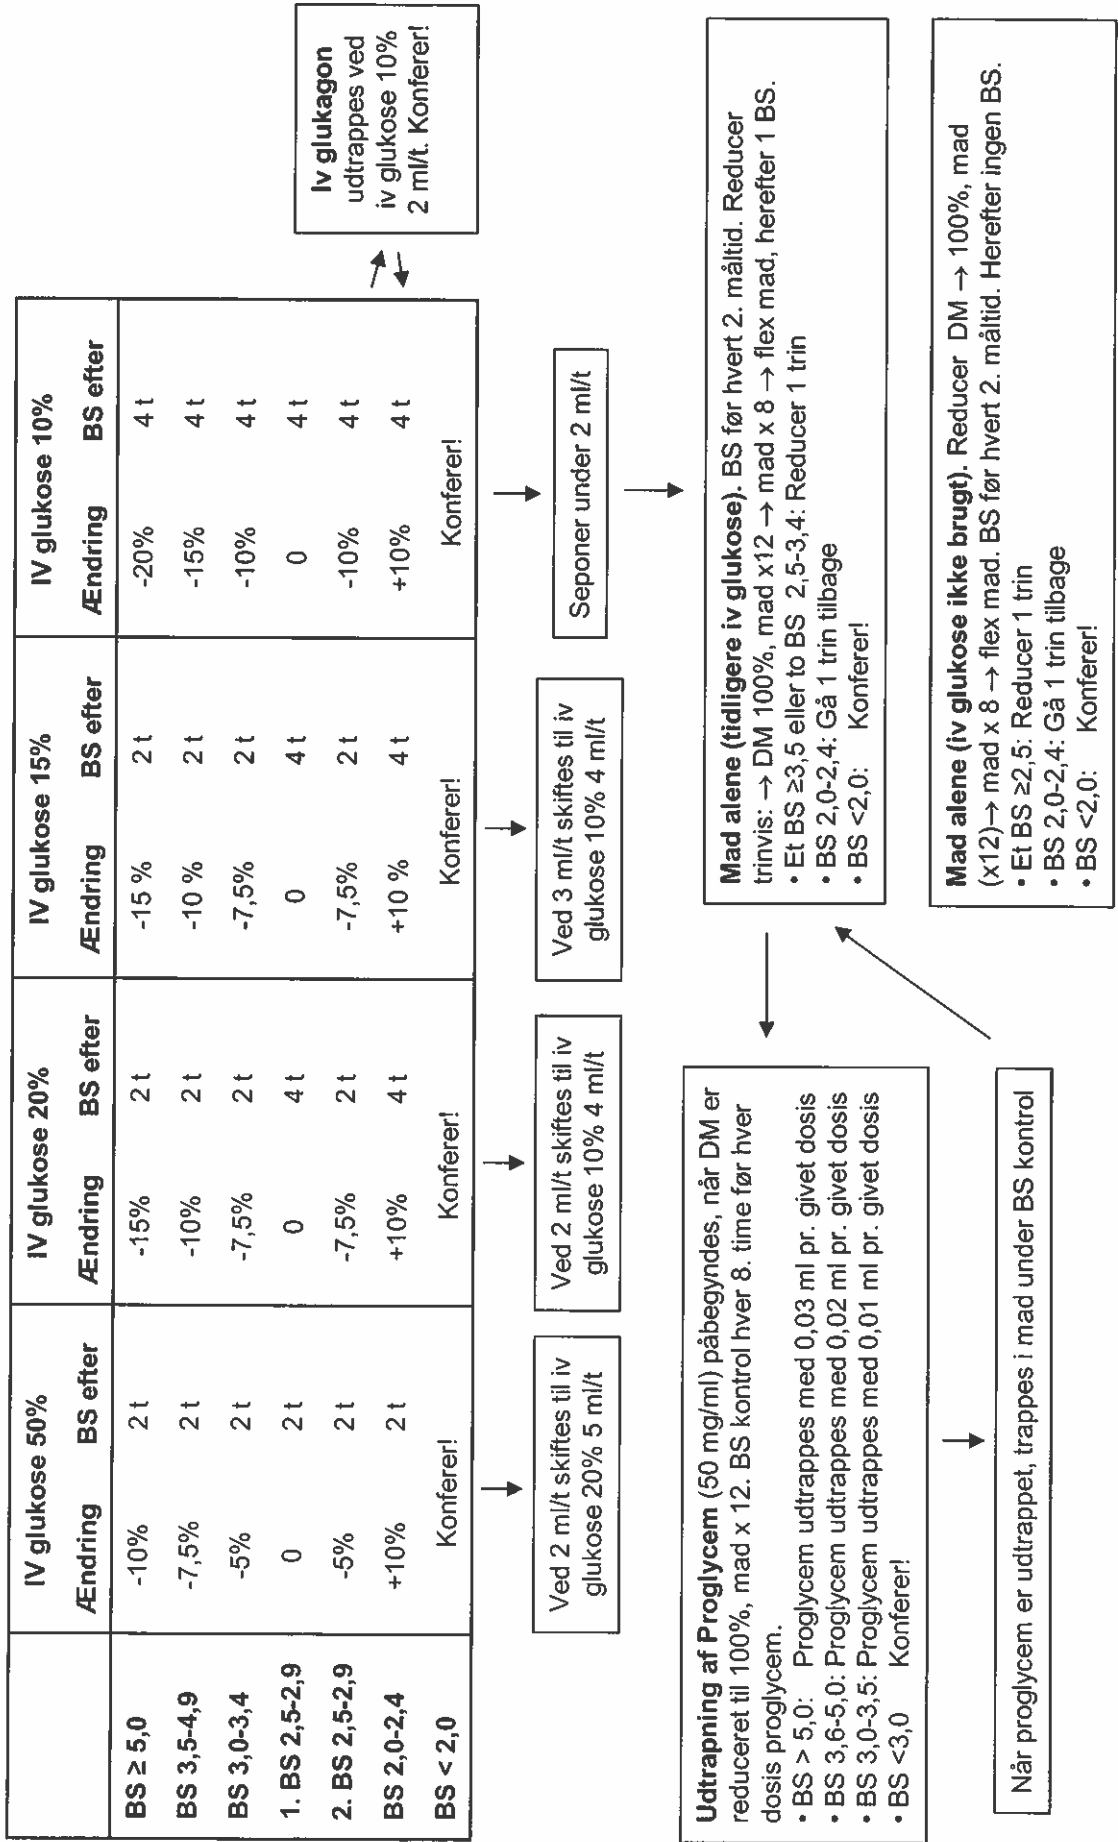 IV glukose 50% IV glukose 20% IV glukose 15% IV glukose 10%
Ændring BS efter Ændring BS efter Ændring BS efter Ændring BS efter
BS ≥ 5,0 -10% 2 t -15% 2 t -15 % 2 t -20% 4 t
BS 3,5-4,9 -7,5% 2 t -10% 2 t -10 % 2 t -15% 4 t
BS 3,0-3,4 -5% 2 t -7,5% 2 t -7,5% 2 t -10% 4 t
1. BS 2,5-2,9 0 2 t 0 4 t 0 4 t 0 4 t
2. BS 2,5-2,9 -5% 2 t -7,5% 2 t -7,5% 2 t -10% 4 t
BS 2,0-2,4 +10% 2 t +10% 4 t +10 % 4 t +10% 4 t
BS < 2,0 Konferer! Konferer! Konferer! Konferer!
Iv glukagon
udtrappes ved
iv glukose 10%
2 ml/t. Konferer!
Ved 2 ml/t skiftes til iv
glukose 20% 5 ml/t
Ved 2 ml/t skiftes til iv
glukose 10% 4 ml/t
Ved 3 ml/t skiftes til iv
glukose 10% 4 ml/t
Seponer under 2 ml/t
Udtrapning af Proglycem (50 mg/ml) påbegyndes, når DM er
reduceret til 100%, mad x 12. BS kontrol hver 8. time før hver
dosis proglycem.
• BS > 5,0: Proglycem udtrappes med 0,03 ml pr. givet dosis
• BS 3,6-5,0: Proglycem udtrappes med 0,02 ml pr. givet dosis
• BS 3,0-3,5: Proglycem udtrappes med 0,01 ml pr. givet dosis
• BS <3,0 Konferer!
Når proglycem er udtrappet, trappes i mad under BS kontrol
Mad alene (tidligere iv glukose). BS før hvert 2. måltid. Reducer
trinvis: → DM 100%, mad x12 → mad x 8 → flex mad, herefter 1 BS.
• Et BS ≥3,5 eller to BS 2,5-3,4: Reducer 1 trin
• BS 2,0-2,4: Gå 1 trin tilbage
• BS <2,0: Konferer!
Mad alene (iv glukose ikke brugt). Reducer DM → 100%, mad
(x12)→ mad x 8 → flex mad. BS før hvert 2. måltid. Herefter ingen BS.
• Et BS ≥2,5: Reducer 1 trin
• BS 2,0-2,4: Gå 1 trin tilbage
• BS <2,0: Konferer!